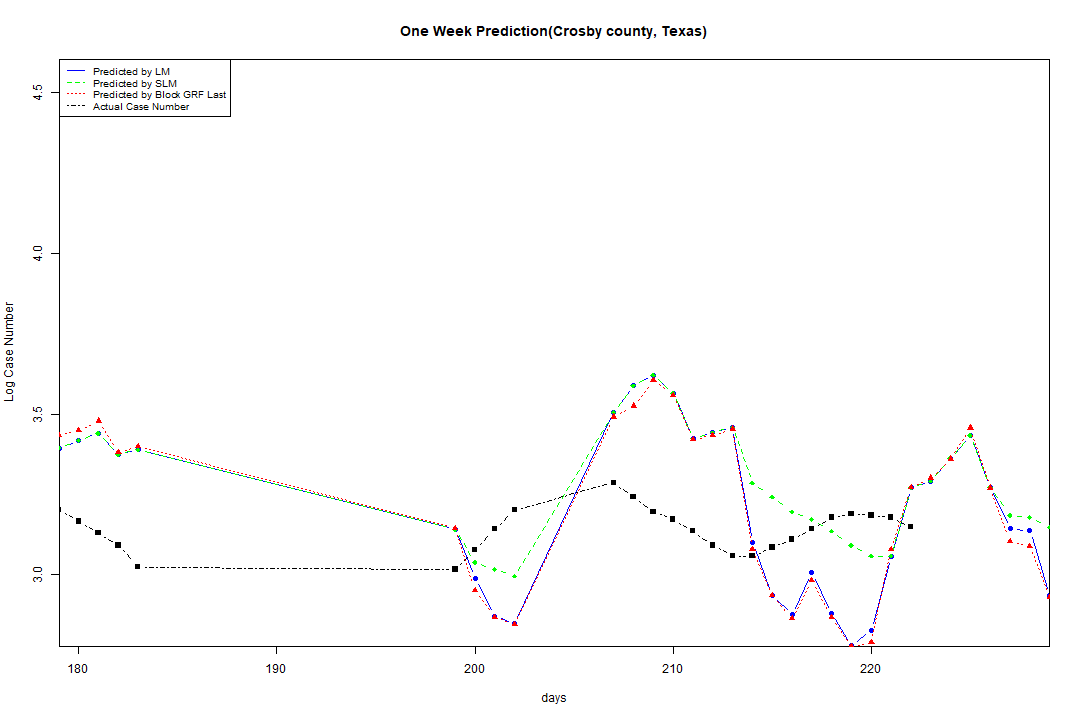 One Week Prediction(Crosby county, Texas)
Predicted by LM
Predicted by SLM
Predicted by Block GRF Last
Actual Case Number
4.5
4.0
3.5
3.0
Log Case Number
180 190 200 210 220
days